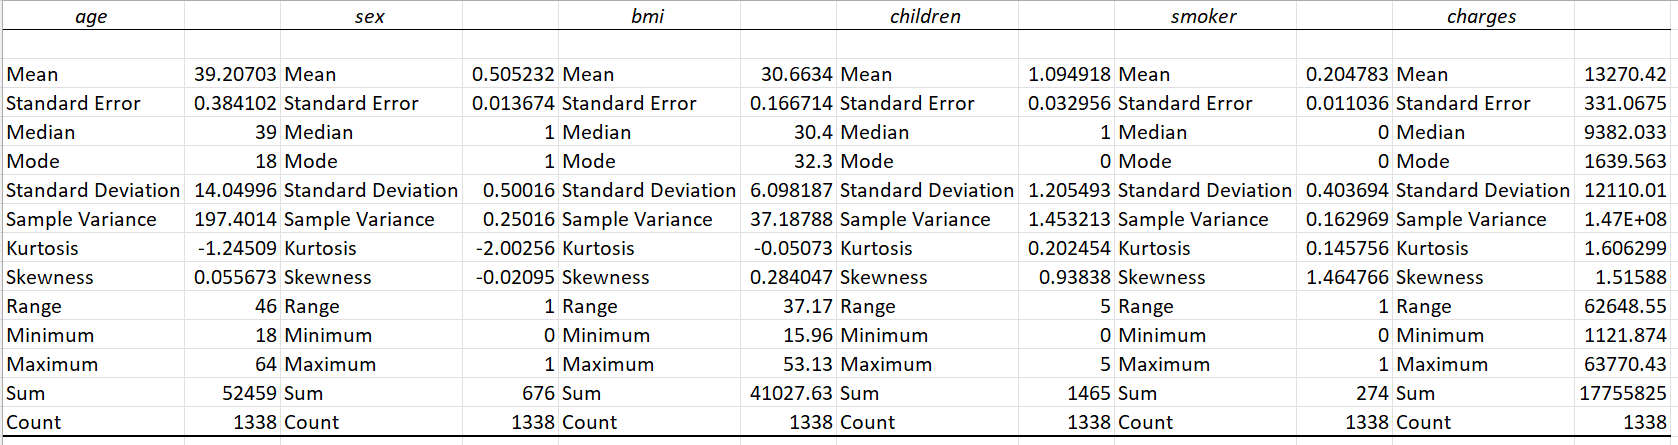 age sex bmi children smoker charges
Mean 39.20703 Mean 0.505232 Mean 30.6634 Mean 1.094918 Mean 0.204783 Mean 13270.42
Standard Error 0.384102 Standard Error 0.013674 Standard Error 0.166714 Standard Error 0.032956 Standard Error 0.011036 Standard Error 331.0675
Median 39 Median 1 Median 30.4 Median 1 Median 0 Median 9382.033
Mode 18 Mode 1 Mode 32.3 Mode 0 Mode 0 Mode 1639.563
Standard Deviation 14.04996 Standard Deviation 0.50016 Standard Deviation 6.098187 Standard Deviation 1.205493 Standard Deviation 0.403694 Standard Deviation 12110.01
Sample Variance 197.4014 Sample Variance 0.25016 Sample Variance 37.18788 Sample Variance 1.453213 Sample Variance 0.162969 Sample Variance 1.47E+08
Kurtosis -1.24509 Kurtosis -2.00256 Kurtosis -0.05073 Kurtosis 0.202454 Kurtosis 0.145756 Kurtosis 1.606299
Skewness 0.055673 Skewness -0.02095 Skewness 0.284047 Skewness 0.93838 Skewness 1.464766 Skewness 1.51588
Range 46 Range 1 Range 37.17 Range 5 Range 1 Range 62648.55
Minimum 18 Minimum 0 Minimum 15.96 Minimum 0 Minimum 0 Minimum 1121.874
Maximum 64 Maximum 1 Maximum 53.13 Maximum 5 Maximum 1 Maximum 63770.43
Sum 52459 Sum 676 Sum 41027.63 Sum 1465 Sum 274 Sum 17755825
Count 1338 Count 1338 Count 1338 Count 1338 Count 1338 Count 1338